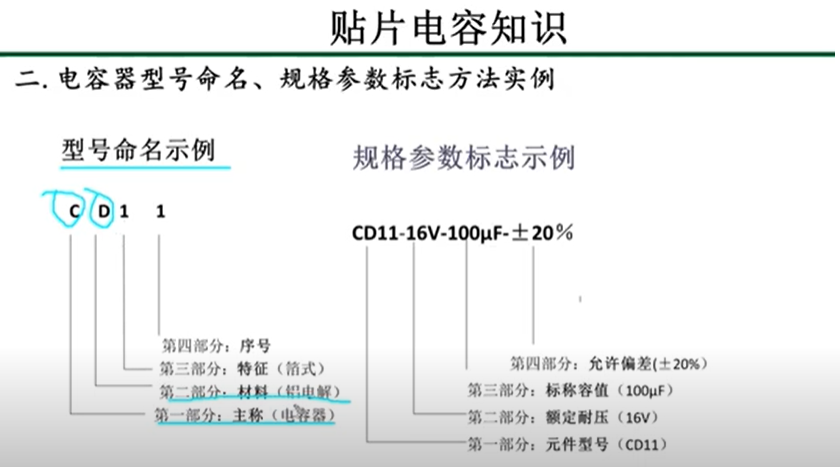 贴片电容知识
二. 电容器型号命名、规格参数标志方法实例
型号命名示例
规格参数标志示例
C D 1 1
CD11-16V-100μF-±20%
第四部分：序号
第三部分：特征（箔式）
第二部分：材料（铝电解）
第一部分：主称（电容器）
第四部分：允许偏差(±20%）
第三部分：标称容值（100μF）
第二部分：额定耐压（16V）
第一部分：元件型号（CD11）